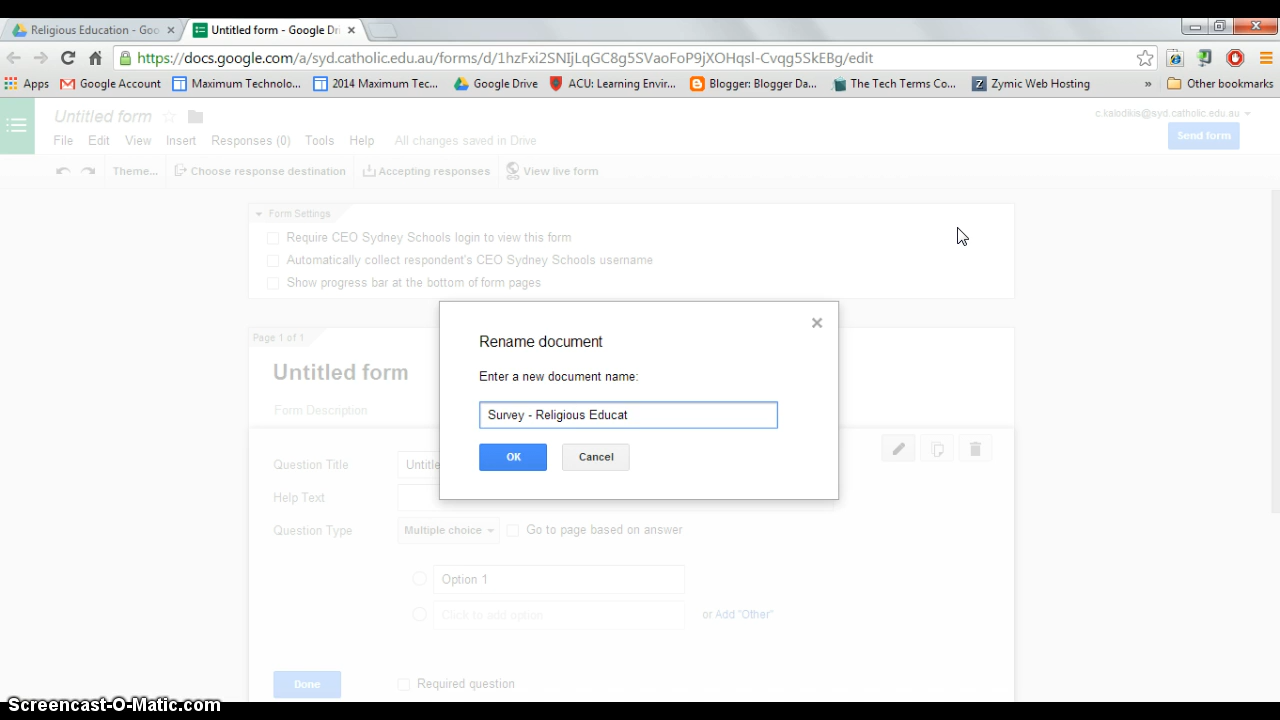 Religious Education - Goo
Untitled form - Google Dri
https://docs.google.com/a/syd.catholic.edu.au/forms/d/1hzFxi2SNIjLqGC8g5SVaoFoP9jXOHqsl-Cvqg5SkEBg/edit
Apps Google Account Maximum Technolo... 2014 Maximum Tec... Google Drive ACU: Learning Envir... Blogger: Blogger Da... The Tech Terms Co... Zymic Web Hosting » Other bookmarks
Untitled form
c.kalodikis@syd.catholic.edu.au
File Edit View Insert Responses (0) Tools Help All changes saved in Drive
Send form
Theme... Choose response destination Accepting responses View live form
Form Settings
Require CEO Sydney Schools login to view this form
Automatically collect respondent's CEO Sydney Schools username
Show progress bar at the bottom of form pages
Page 1 of 1
Untitled form
Form Description
Rename document
Enter a new document name:
Survey - Religious Educat
OK Cancel
Question Title Untitle
Help Text
Question Type Multiple choice Go to page based on answer
Option 1
Click to add option or Add "Other"
Done Required question
Screencast-O-Matic.com